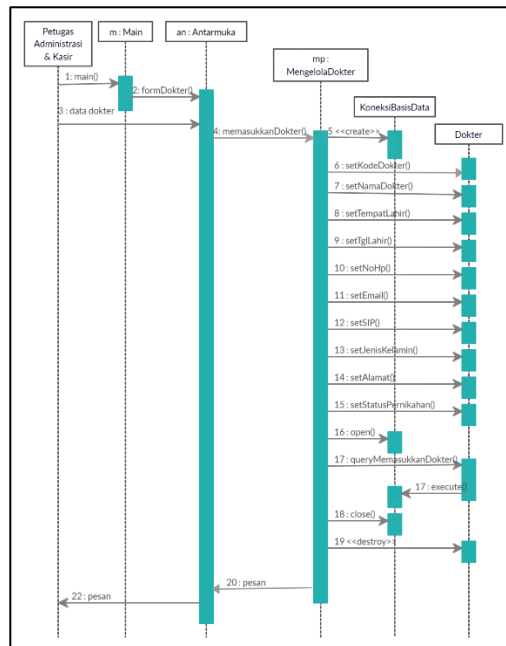 Petugas
Administrasi
& Kasir
m : Main
an : Antarmuka
mp :
MengelolaDokter
KoneksiBasisData
Dokter
1: main()
2: formDokter()
3 : data dokter
4: memasukkanDokter()
5 <<create>>
6 : setKodeDokter()
7 : setNamaDokter()
8 : setTempatLahir()
9 : setTglLahir()
10 : setNoHp()
11 : setEmail()
12 : setSIP()
13 : setJenisKelamin()
14 : setAlamat()
15 : setStatusPernikahan()
16 : open()
17 : queryMemasukkanDokter()
17 : execute()
18 : close()
19 <<destroy>>
20 : pesan
22 : pesan